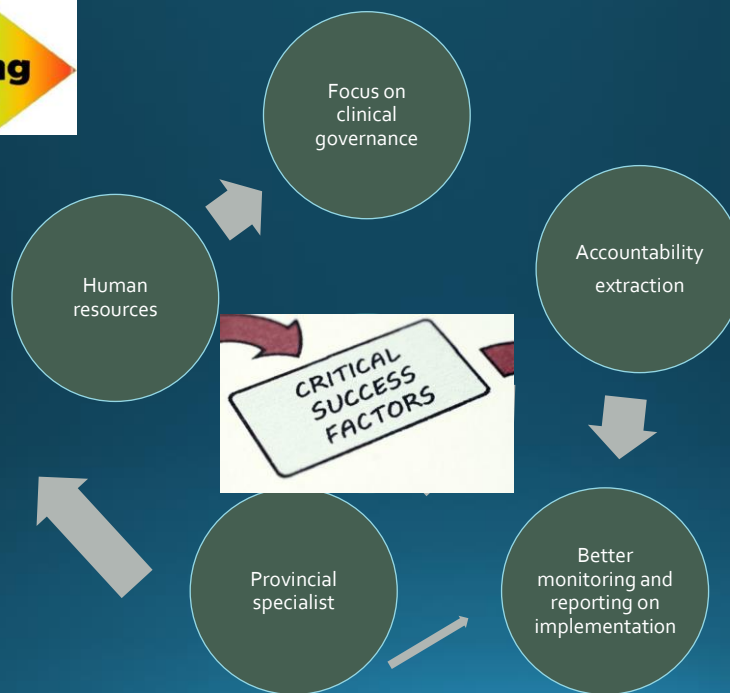 Focus on
clinical
governance
Accountability
extraction
Human
resources
CRITICAL
SUCCESS
FACTORS
Provincial
specialist
Better
monitoring and
reporting on
implementation